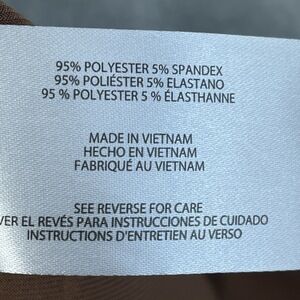 95% POLYESTER 5% SPANDEX
95% POLIÉSTER 5% ELASTANO
95 % POLYESTER 5 % ÉLASTHANNE
MADE IN VIETNAM
HECHO EN VIETNAM
FABRIQUÉ AU VIETNAM
SEE REVERSE FOR CARE
VER EL REVÉS PARA INSTRUCCIONES DE CUIDADO
INSTRUCTIONS D'ENTRETIEN AU VERSO